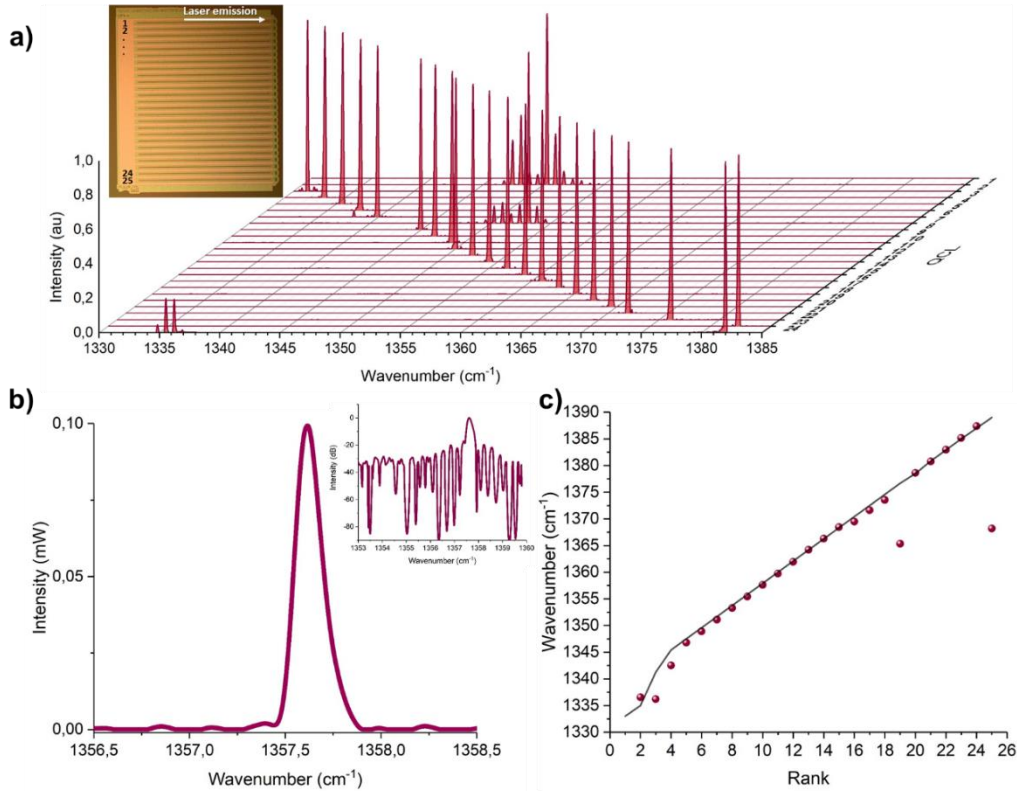 a)
Laser emission
1
2
24
25
1,0
0,8
0,6
0,4
0,2
0,0
Intensity (au)
1330 1335 1340 1345 1350 1355 1360 1365 1370 1375 1380 1385
Wavenumber (cm⁻¹)
QCL
b)
0,10
0,05
0,00
Intensity (mW)
1356,5 1357,0 1357,5 1358,0 1358,5
Wavenumber (cm⁻¹)
0
-20
-40
-60
-80
Intensity (dB)
1353 1354 1355 1356 1357 1358 1359 1360
Wavenumber (cm⁻¹)
c)
1390
1385
1380
1375
1370
1365
1360
1355
1350
1345
1340
1335
1330
Wavenumber (cm⁻¹)
0 2 4 6 8 10 12 14 16 18 20 22 24 26
Rank